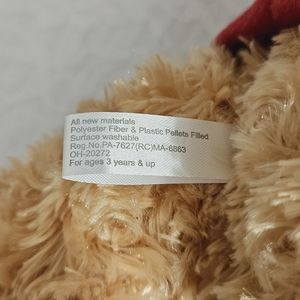 All new materials
Polyester Fiber & Plastic Pellets Filled
Surface washable
Reg.No.PA-7627(RC)MA-6863
OH-20272
For ages 3 years & up